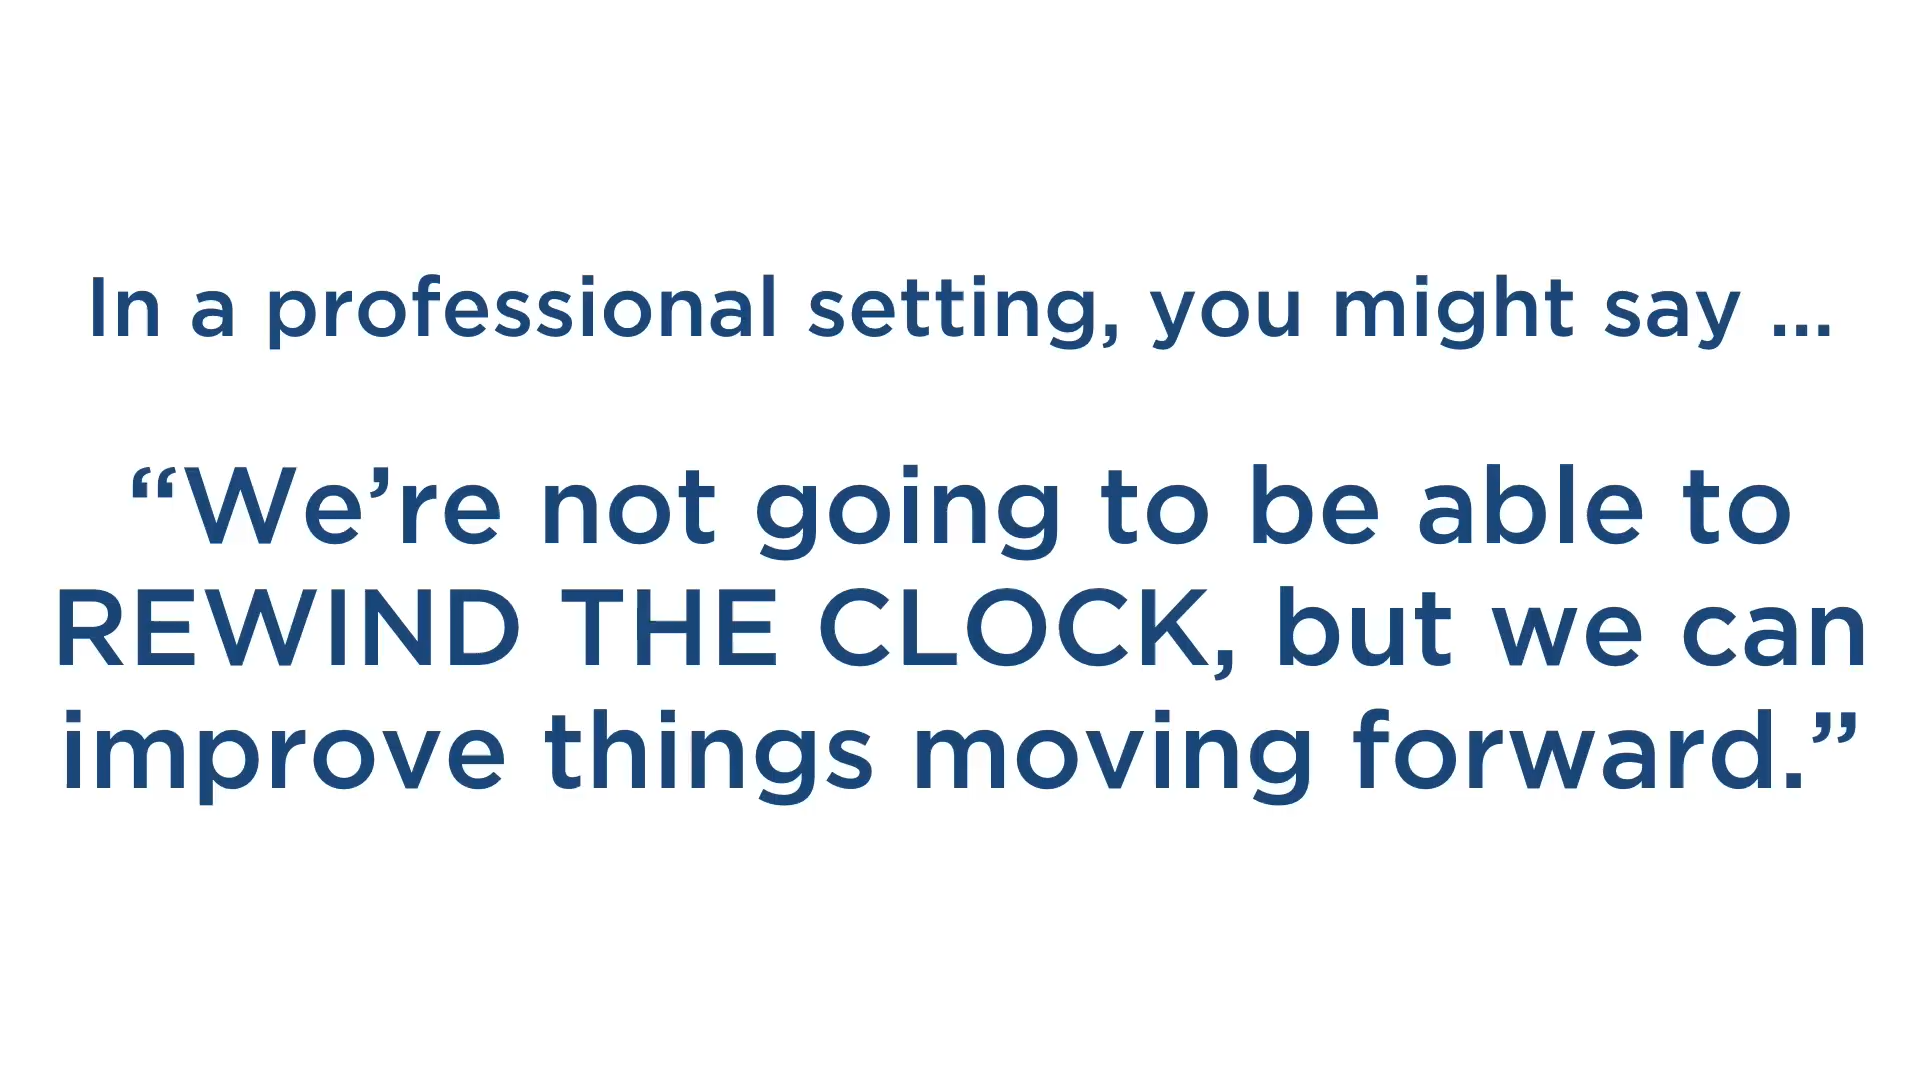 In a professional setting, you might say ...
“We’re not going to be able to
REWIND THE CLOCK, but we can
improve things moving forward.”